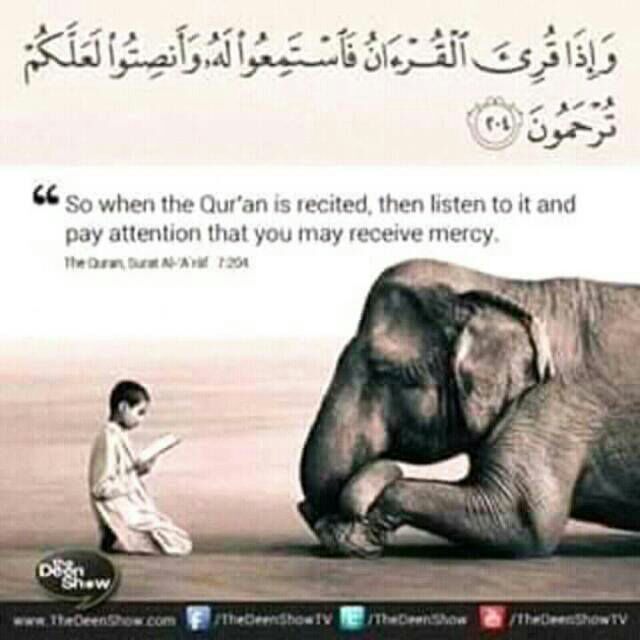 وَإِذَا قُرِئَ ٱلْقُرْءَانُ فَٱسْتَمِعُوا۟ لَهُۥ وَأَنصِتُوا۟ لَعَلَّكُمْ
تُرْحَمُونَ ٢٠٤
“ So when the Qur'an is recited, then listen to it and
pay attention that you may receive mercy.
The Quran, Surat Al-'A`raf 7:204
The
Deen
Show
www.TheDeenShow.com f /TheDeenShowTV /TheDeenShow /TheDeenShowTV